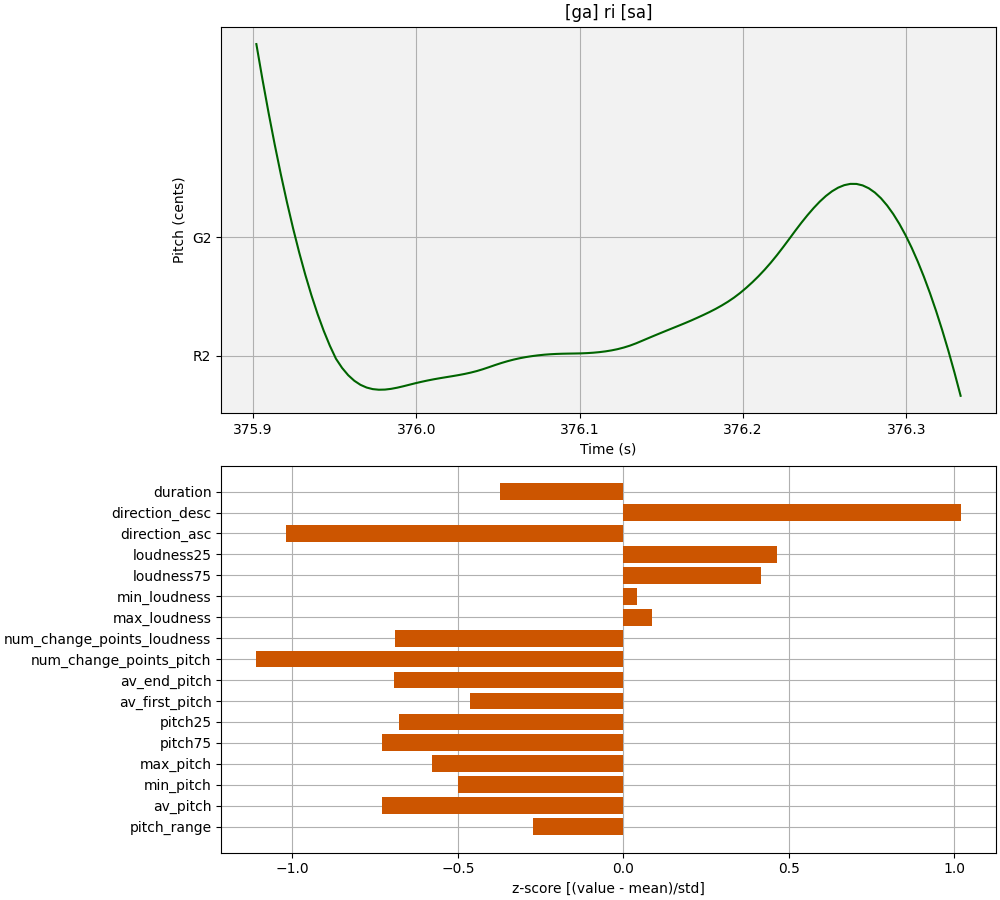 [ga] ri [sa]
Pitch (cents)
G2
R2
375.9 376.0 376.1 376.2 376.3
Time (s)
duration
direction_desc
direction_asc
loudness25
loudness75
min_loudness
max_loudness
num_change_points_loudness
num_change_points_pitch
av_end_pitch
av_first_pitch
pitch25
pitch75
max_pitch
min_pitch
av_pitch
pitch_range
−1.0 −0.5 0.0 0.5 1.0
z-score [(value - mean)/std]